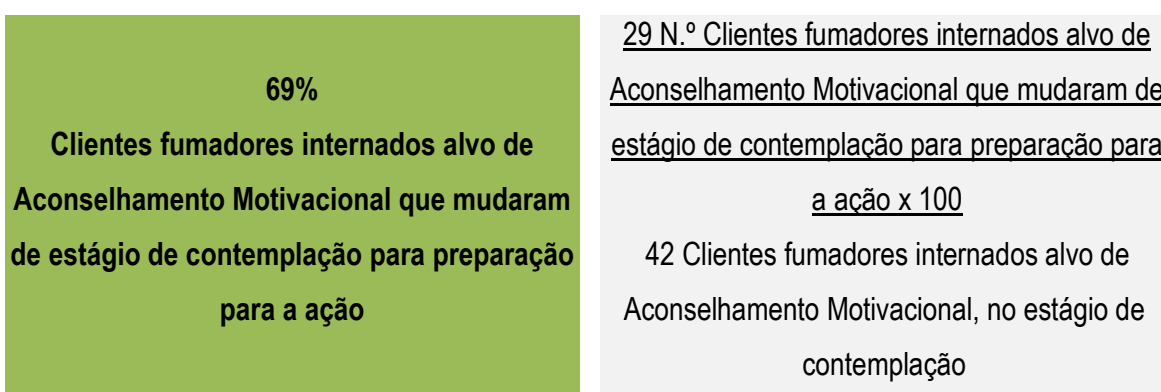 69%
Clientes fumadores internados alvo de
Aconselhamento Motivacional que mudaram
de estágio de contemplação para preparação
para a ação
29 N.º Clientes fumadores internados alvo de
Aconselhamento Motivacional que mudaram de
estágio de contemplação para preparação para
a ação x 100
42 Clientes fumadores internados alvo de
Aconselhamento Motivacional, no estágio de
contemplação